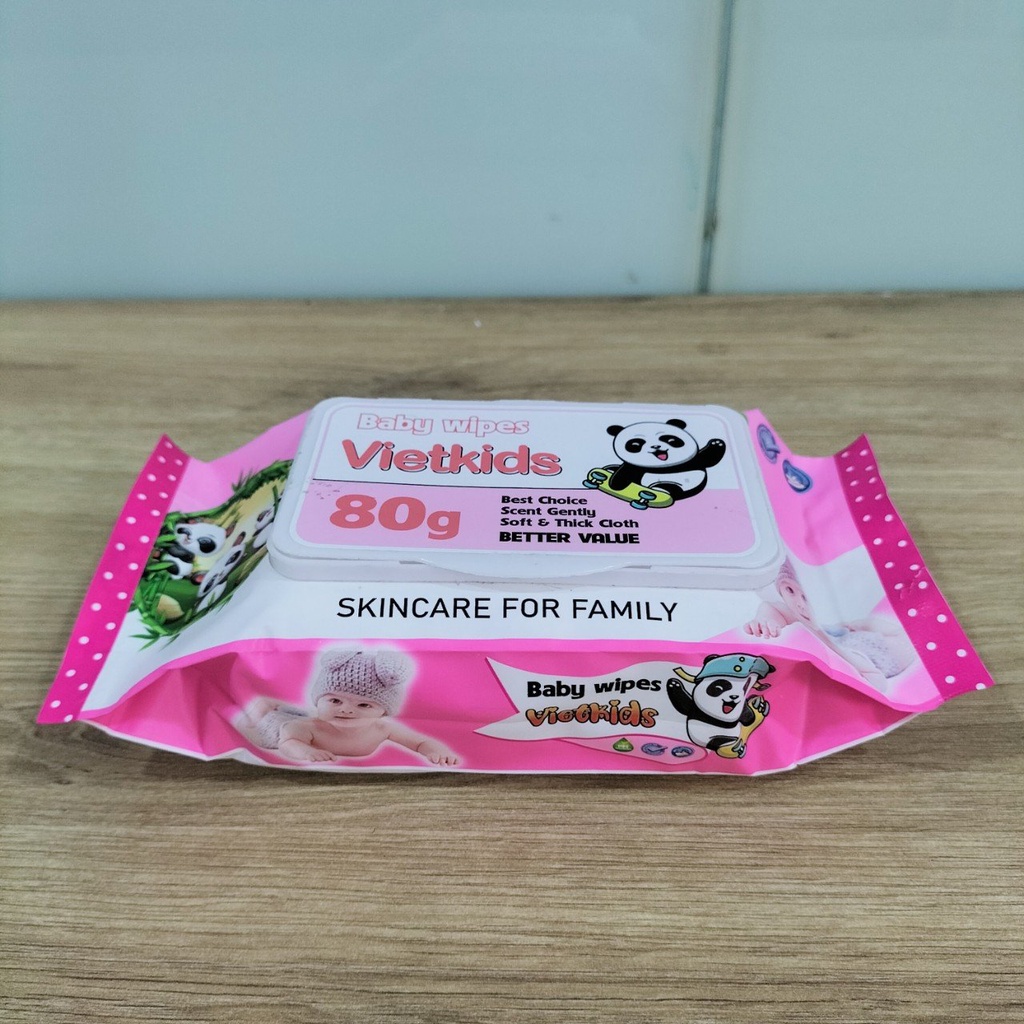 Baby wipes
Vietkids
80g
Best Choice
Scent Gently
Soft & Thick Cloth
BETTER VALUE
SKINCARE FOR FAMILY
Baby wipes
Vietkids